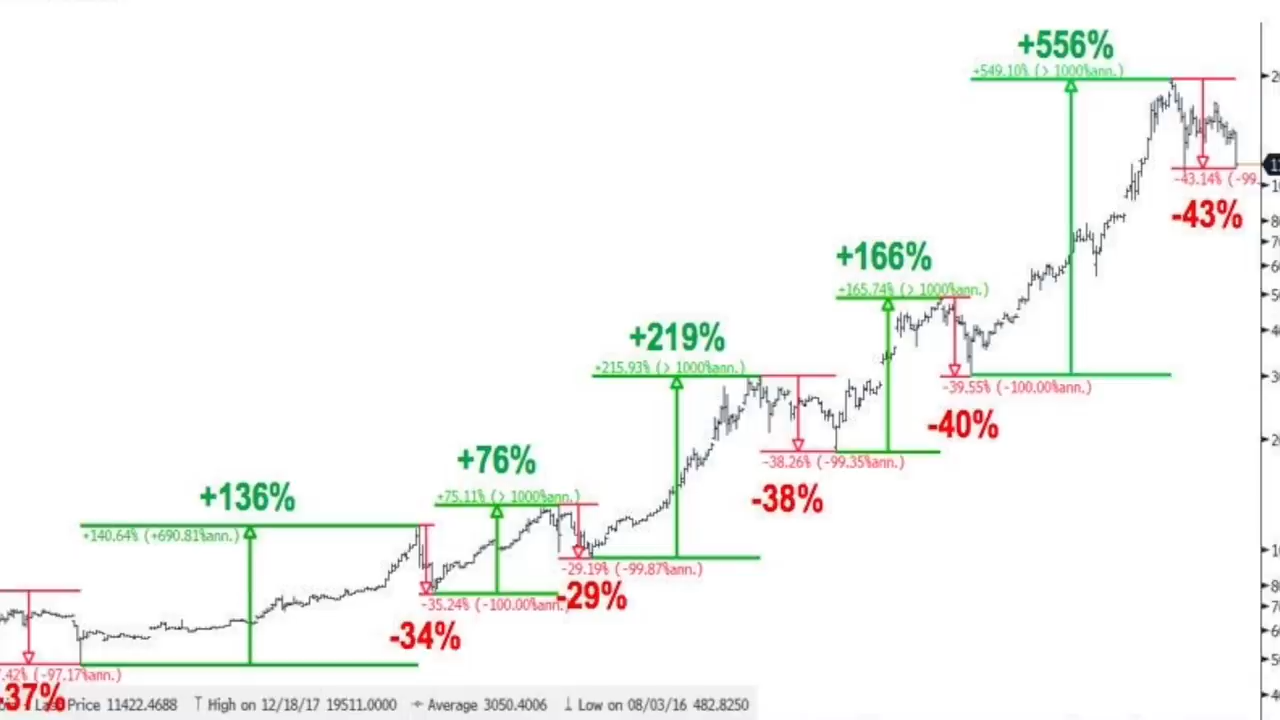 +556%
+549.10% (> 1000%ann.)
-43.14% (-99.
-43%
+166%
+165.74% (> 1000%ann.)
-39.55% (-100.00%ann.)
-40%
+219%
+215.93% (> 1000%ann.)
-38.26% (-99.35%ann.)
-38%
+76%
+75.11% (> 1000%ann.)
-29.19% (-99.87%ann.)
-29%
+136%
+140.64% (+690.81%ann.)
-35.24% (-100.00%ann.)
-34%
.42% (-97.17%ann.)
-37%
Price 11422.4688 High on 12/18/17 19511.0000 Average 3050.4006 Low on 08/03/16 482.8250